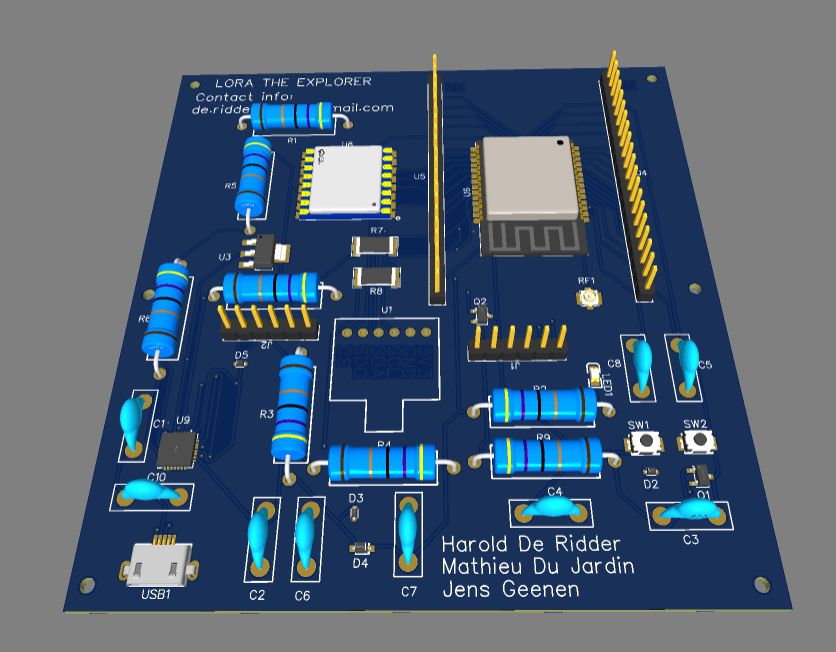 LORA THE EXPLORER
Contact info:
de.ridde mail.com
R1
U8
R5
U5
U4
U6
U3
R7
R8
RF1
R6
U1
Q2
J2
J1
D5
C8
C5
LED1
R3
C1
U9
SW1
SW2
R4
R9
C10
D2
Q1
D3
C4
C3
D4
Harold De Ridder
Mathieu Du Jardin
Jens Geenen
USB1
C2
C6
C7